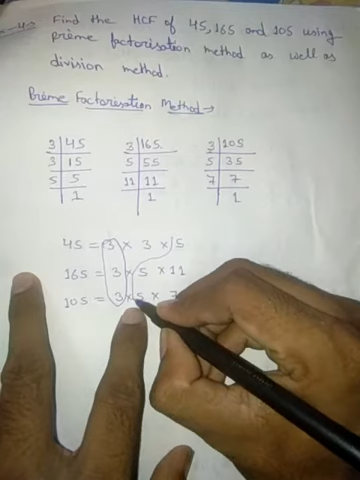 Find the HCF of 45, 165 and 105 using
prime factorisation method as well as
division method.
Prime Factorisation Method →
3 | 45   3 | 165.   3 | 105
3 | 15   5 | 55   5 | 35
5 | 5   11 | 11   7 | 7
1   1   1
45 = 3 × 3 × 5
165 = 3 × 5 × 11
105 = 3 × 5 × 7